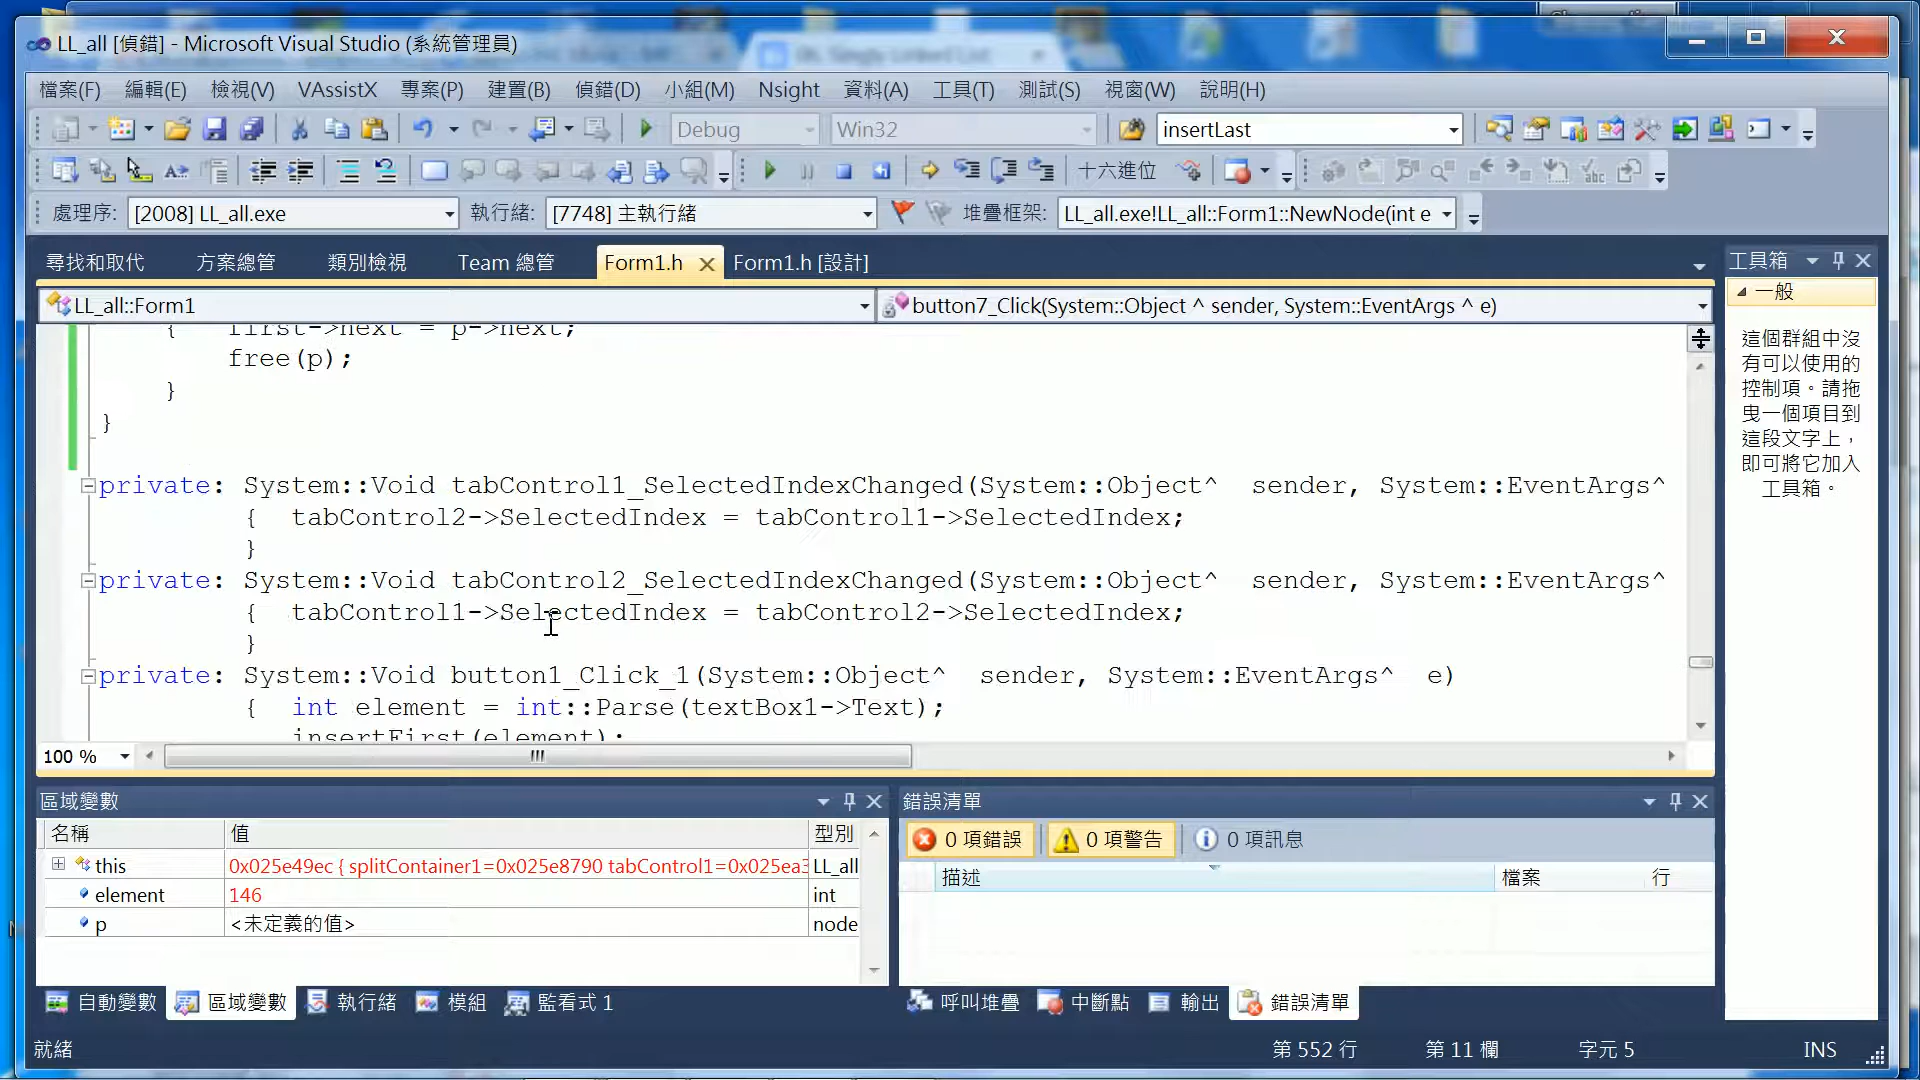 LL_all [偵錯] - Microsoft Visual Studio (系統管理員)
檔案(F) 編輯(E) 檢視(V) VAssistX 專案(P) 建置(B) 偵錯(D) 小組(M) Nsight 資料(A) 工具(T) 測試(S) 視窗(W) 說明(H)
Debug Win32 insertLast
十六進位
處理序: [2008] LL_all.exe 執行緒: [7748] 主執行緒 堆疊框架: LL_all.exe!LL_all::Form1::NewNode(int e
尋找和取代 方案總管 類別檢視 Team 總管 Form1.h Form1.h [設計]
LL_all::Form1 button7_Click(System::Object ^ sender, System::EventArgs ^ e)
{ first->next = p->next;
free(p);
}
}
private: System::Void tabControl1_SelectedIndexChanged(System::Object^ sender, System::EventArgs^
{ tabControl2->SelectedIndex = tabControl1->SelectedIndex;
}
private: System::Void tabControl2_SelectedIndexChanged(System::Object^ sender, System::EventArgs^
{ tabControl1->SelectedIndex = tabControl2->SelectedIndex;
}
private: System::Void button1_Click_1(System::Object^ sender, System::EventArgs^ e)
{ int element = int::Parse(textBox1->Text);
insertFirst(element);
100 %
工具箱
一般
這個群組中沒
有可以使用的
控制項。請拖
曳一個項目到
這段文字上，
即可將它加入
工具箱。
區域變數
名稱 值 型別
this 0x025e49ec { splitContainer1=0x025e8790 tabControl1=0x025ea3 LL_all
element 146 int
p <未定義的值> node
自動變數 區域變數 執行緒 模組 監看式 1
錯誤清單
0 項錯誤 0 項警告 0 項訊息
描述 檔案 行
呼叫堆疊 中斷點 輸出 錯誤清單
就緒 第 552 行 第 11 欄 字元 5 INS